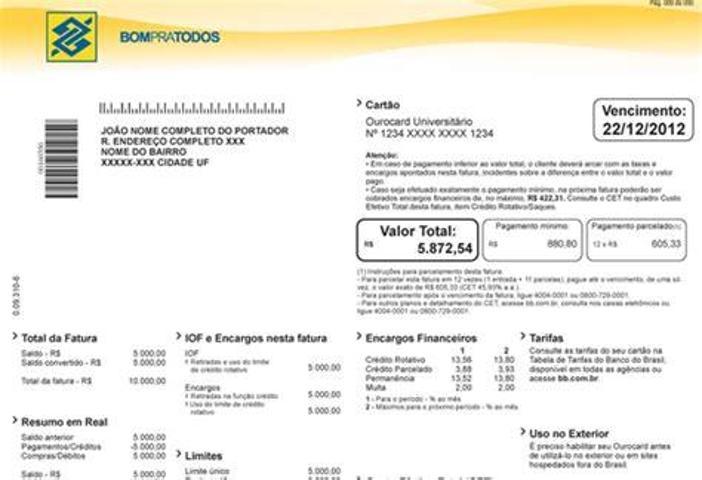 BOMPRATODOS
JOÃO NOME COMPLETO DO PORTADOR
R. ENDEREÇO COMPLETO XXX
NOME DO BAIRRO
XXXXX-XXX CIDADE UF
Cartão
Ourocard Universitário
Nº 1234 XXXX XXXX 1234
Vencimento:
22/12/2012
Atenção:
• Em caso de pagamento inferior ao valor total, o cliente deverá arcar com as taxas e
encargos apontados nesta fatura, incidentes sobre a diferença entre o valor total e o valor
pago.
• Caso seja efetuado exatamente o pagamento mínimo, na próxima fatura poderão ser
cobrados encargos financeiros de, no máximo, R$ 422,31. Consulte o CET no quadro Custo
Efetivo Total desta fatura, item Crédito Rotativo/Saques.
Valor Total:
R$ 5.872,54
Pagamento mínimo:
R$ 880,80
Pagamento parcelado(1):
12 x R$ 605,33
(1) Instruções para parcelamento desta fatura:
- Para parcelar esta fatura em 12 vezes (1 entrada + 11 parcelas), pague até o vencimento, de uma só
vez, o valor exato de R$ 605,33 (CET 45,93% a.a.).
- Para parcelamento após o vencimento da fatura, ligue 4004-0001 ou 0800-729-0001.
- Para outros planos e detalhamento do CET, acesse bb.com.br, consulte nos caixas eletrônicos ou
ligue 4004-0001 ou 0800-729-0001.
0.09.310-6
Total da Fatura
Saldo - R$ 5.000,00
Saldo convertido - R$ 5.000,00
Total da fatura - R$ 10.000,00
Resumo em Real
Saldo anterior 5.000,00
Pagamentos/Créditos -5.000,00
Compras/Débitos 5.000,00
Saldo - R$ 5.000,00
IOF e Encargos nesta fatura
IOF
Retiradas e uso do limite
de crédito rotativo 5.000,00
Encargos
Retiradas na função crédito 5.000,00
Uso do limite de crédito
rotativo 5.000,00
Limites
Limite único 5.000,00
Encargos Financeiros
1 2
Crédito Rotativo 13,56 13,80
Crédito Parcelado 3,88 3,93
Permanência 13,52 13,80
Multa 2,00 2,00
1 - Para o período - % ao mês
2 - Máximos para o próximo período - % ao mês
Tarifas
Consulte as tarifas do seu cartão na
Tabela de Tarifas do Banco do Brasil,
disponível em todas as agências ou
acesse bb.com.br.
Uso no Exterior
É preciso habilitar seu Ourocard antes
de utilizá-lo no exterior ou em sites
hospedados fora do Brasil.